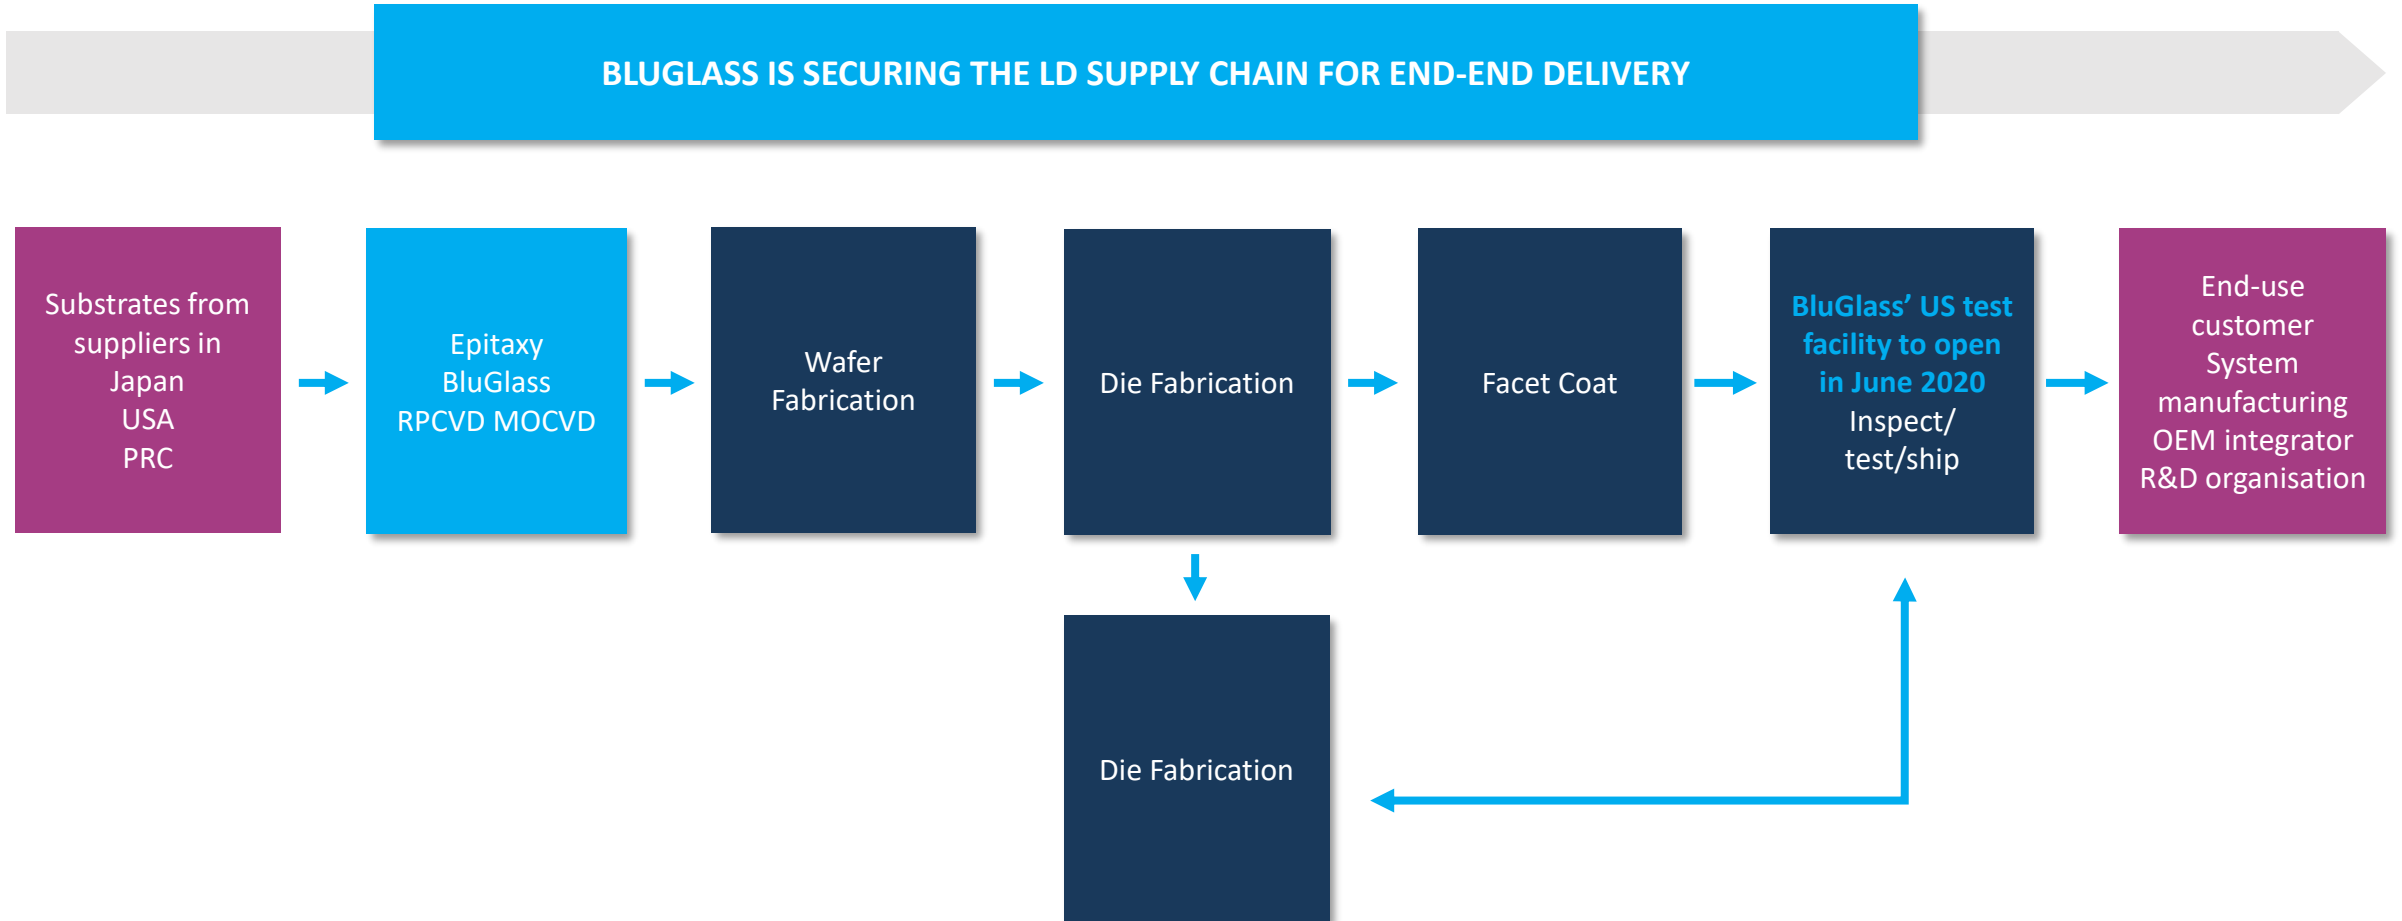 BLUGLASS IS SECURING THE LD SUPPLY CHAIN FOR END-END DELIVERY
Substrates from
suppliers in
Japan
USA
PRC
Epitaxy
BluGlass
RPCVD MOCVD
Wafer
Fabrication
Die Fabrication
Facet Coat
BluGlass’ US test
facility to open
in June 2020
Inspect/
test/ship
End-use
customer
System
manufacturing
OEM integrator
R&D organisation
Die Fabrication